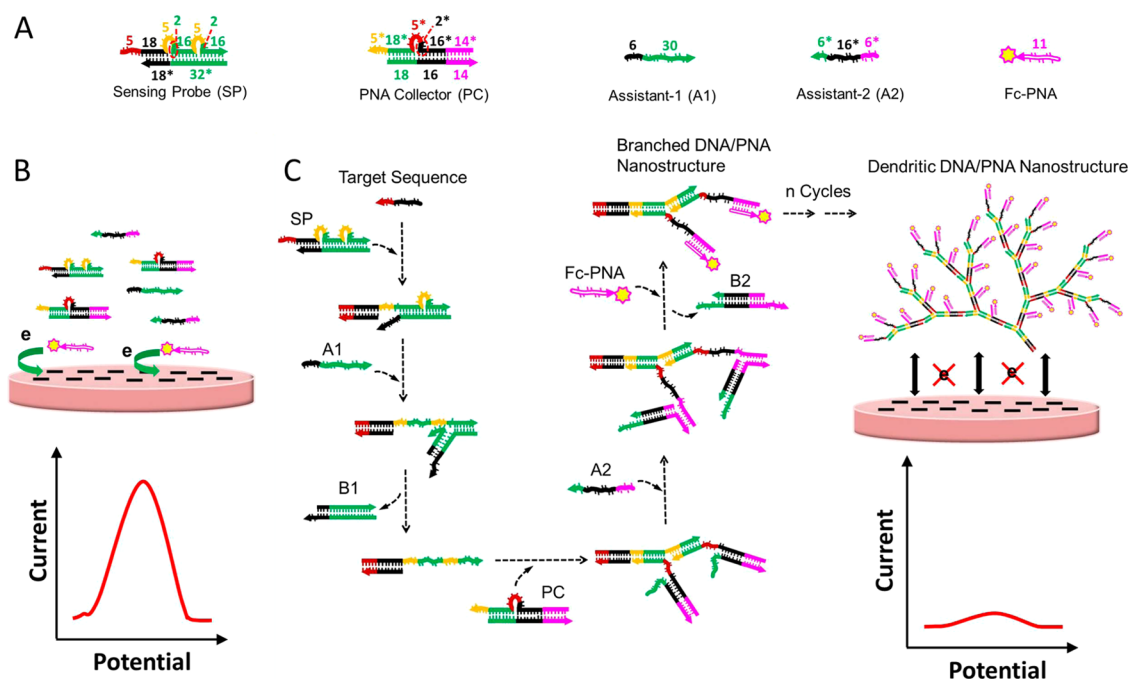 A
5
2
5
2
5
18
16
16
18*
32*
Sensing Probe (SP)
5*
2*
5*
18*
16*
14*
18
16
14
PNA Collector (PC)
6
30
Assistant-1 (A1)
6*
16*
6*
Assistant-2 (A2)
11
Fc-PNA
B
e
e
Current
Potential
C
Target Sequence
SP
A1
B1
PC
A2
Fc-PNA
B2
Branched DNA/PNA
Nanostructure
n Cycles
Dendritic DNA/PNA Nanostructure
e
e
Current
Potential